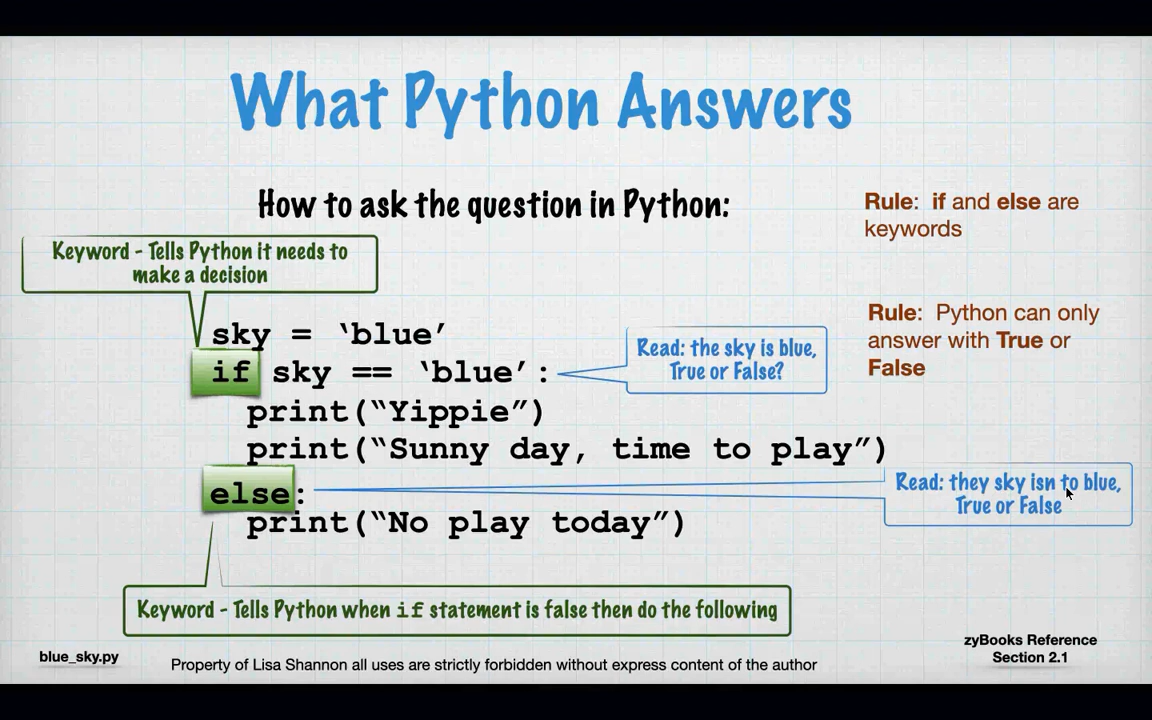 What Python Answers
How to ask the question in Python:
Rule:  if and else are
keywords
Keyword - Tells Python it needs to
make a decision
Rule:  Python can only
answer with True or
False
sky = ‘blue’
if sky == ‘blue’:
Read: the sky is blue,
True or False?
print(“Yippie”)
print(“Sunny day, time to play”)
else:
Read: they sky isn to blue,
True or False
print(“No play today”)
Keyword - Tells Python when if statement is false then do the following
blue_sky.py
Property of Lisa Shannon all uses are strictly forbidden without express content of the author
zyBooks Reference
Section 2.1